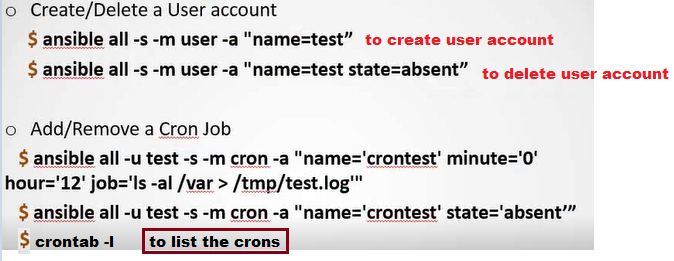 o Create/Delete a User account
$ ansible all -s -m user -a "name=test” to create user account
$ ansible all -s -m user -a "name=test state=absent” to delete user account
o Add/Remove a Cron Job
$ ansible all -u test -s -m cron -a "name='crontest' minute='0'
hour='12' job='ls -al /var > /tmp/test.log'"
$ ansible all -u test -s -m cron -a "name='crontest' state='absent’”
$ crontab -l to list the crons